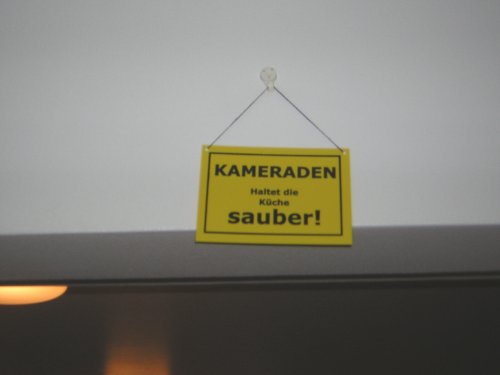 KAMERADEN
Haltet die
Küche
sauber!